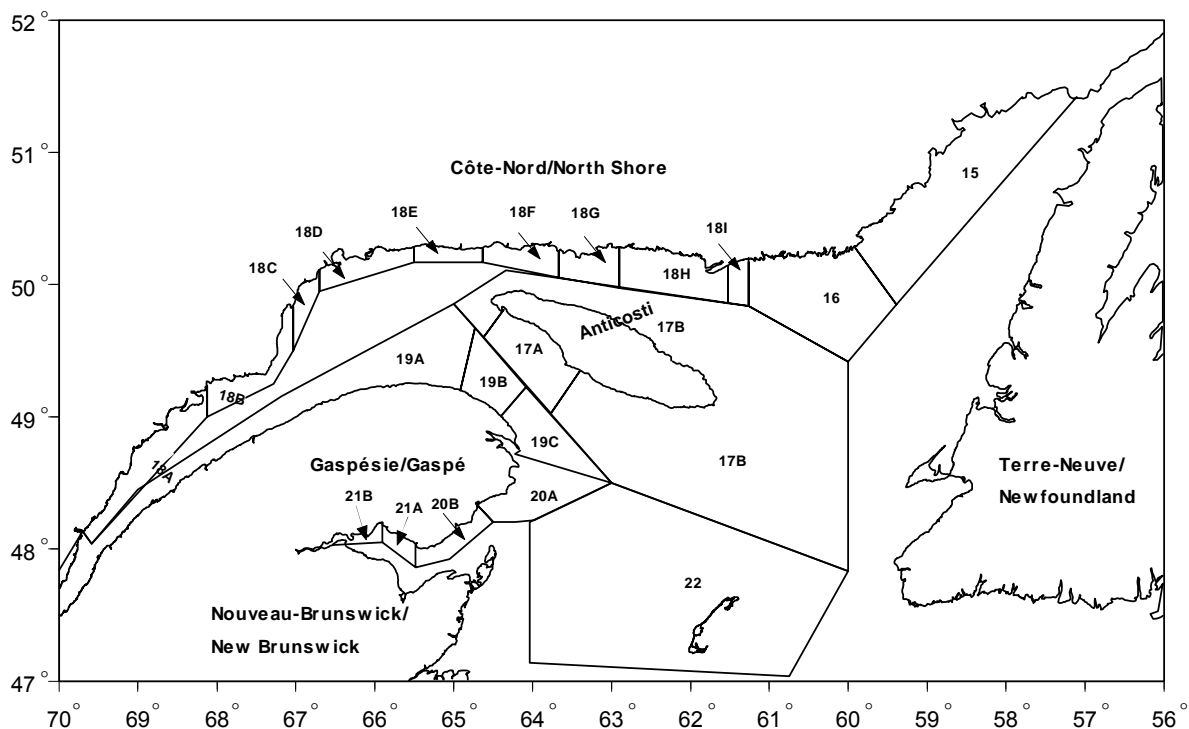 52°
51°
50°
49°
48°
47°
70°
69°
68°
67°
66°
65°
64°
63°
62°
61°
60°
59°
58°
57°
56°
Côte-Nord/North Shore
15
18E
18F
18G
18I
18D
18C
18H
16
Anticosti
17B
17A
19A
19B
18B
19C
17B
18A
Gaspésie/Gaspé
21B
21A
20B
20A
Terre-Neuve/
Newfoundland
22
Nouveau-Brunswick/
New Brunswick